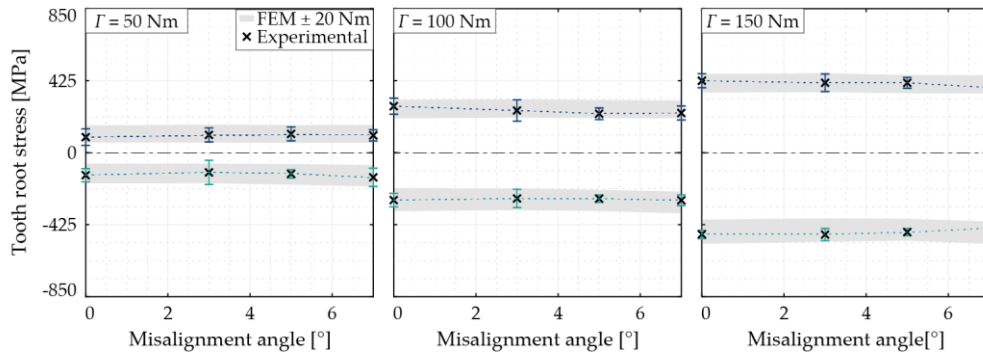 Γ = 50 Nm
FEM ± 20 Nm
Experimental
Γ = 100 Nm
Γ = 150 Nm
Tooth root stress [MPa]
850
425
0
-425
-850
0 2 4 6
0 2 4 6
0 2 4 6
Misalignment angle [°]
Misalignment angle [°]
Misalignment angle[°]